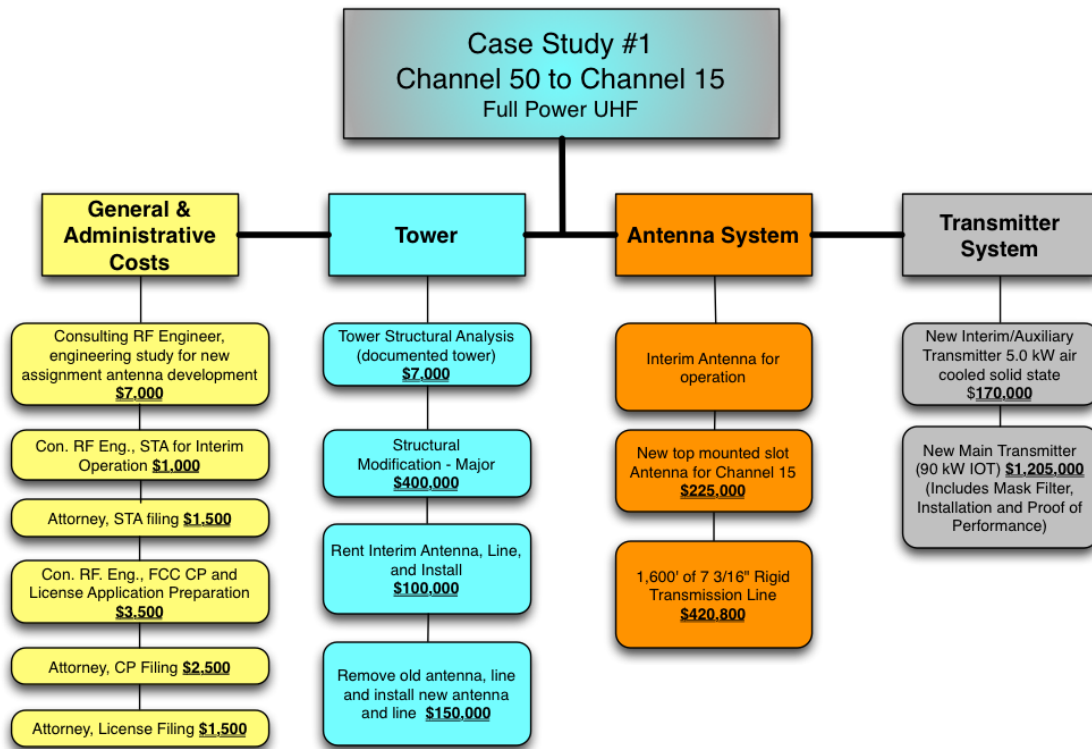 Case Study #1
Channel 50 to Channel 15
Full Power UHF
General &
Administrative
Costs
Consulting RF Engineer,
engineering study for new
assignment antenna development
$7,000
Con. RF Eng., STA for Interim
Operation $1,000
Attorney, STA filing $1,500
Con. RF. Eng., FCC CP and
License Application Preparation
$3,500
Attorney, CP Filing $2,500
Attorney, License Filing $1,500
Tower
Tower Structural Analysis
(documented tower)
$7,000
Structural
Modification - Major
$400,000
Rent Interim Antenna, Line,
and Install
$100,000
Remove old antenna, line
and install new antenna
and line $150,000
Antenna System
Interim Antenna for
operation
New top mounted slot
Antenna for Channel 15
$225,000
1,600' of 7 3/16" Rigid
Transmission Line
$420,800
Transmitter
System
New Interim/Auxiliary
Transmitter 5.0 kW air
cooled solid state
$170,000
New Main Transmitter
(90 kW IOT) $1,205,000
(Includes Mask Filter,
Installation and Proof of
Performance)